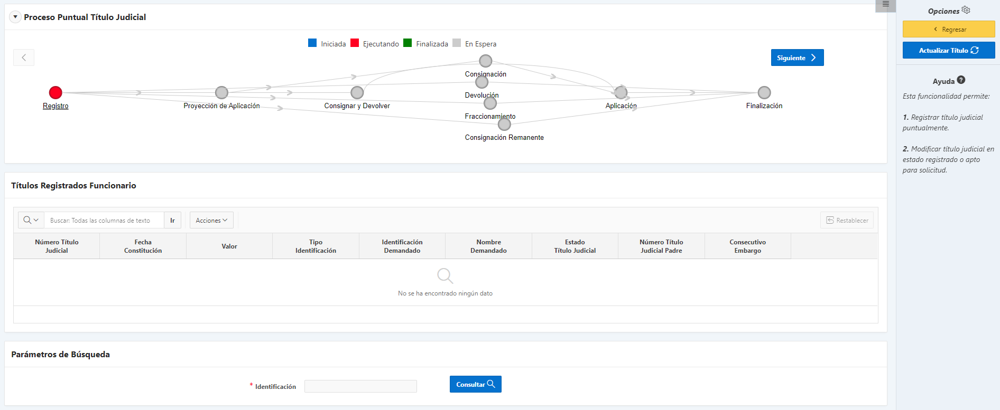 Proceso Puntual Título Judicial
Iniciada Ejecutando Finalizada En Espera
Siguiente
Consignación
Devolución
Registro Proyección de Aplicación Consignar y Devolver Aplicación Finalización
Fraccionamiento
Consignación Remanente
Títulos Registrados Funcionario
Buscar: Todas las columnas de texto Ir Acciones Restablecer
Número Título Judicial Fecha Constitución Valor Tipo Identificación Identificación Demandado Nombre Demandado Estado Título Judicial Número Título Judicial Padre Consecutivo Embargo
No se ha encontrado ningún dato
Parámetros de Búsqueda
* Identificación Consultar
Opciones
Regresar
Actualizar Título
Ayuda ?
Esta funcionalidad permite:
1. Registrar título judicial
puntualmente.
2. Modificar título judicial en
estado registrado o apto
para solicitud.